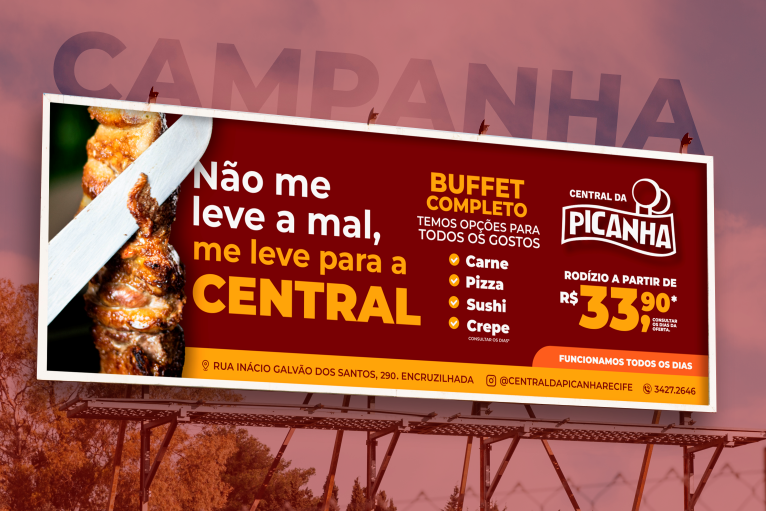 CAMPANHA
Não me
leve a mal,
me leve para a
CENTRAL
BUFFET
COMPLETO
TEMOS OPÇÕES PARA
TODOS OS GOSTOS
Carne
Pizza
Sushi
Crepe
CONSULTAR OS DIAS*
CENTRAL DA
PICANHA
RODÍZIO A PARTIR DE
R$33,90*
CONSULTAR
OS DIAS DA
OFERTA.
FUNCIONAMOS TODOS OS DIAS
RUA INÁCIO GALVÃO DOS SANTOS, 290. ENCRUZILHADA @CENTRALDAPICANHARECIFE 3427.2646